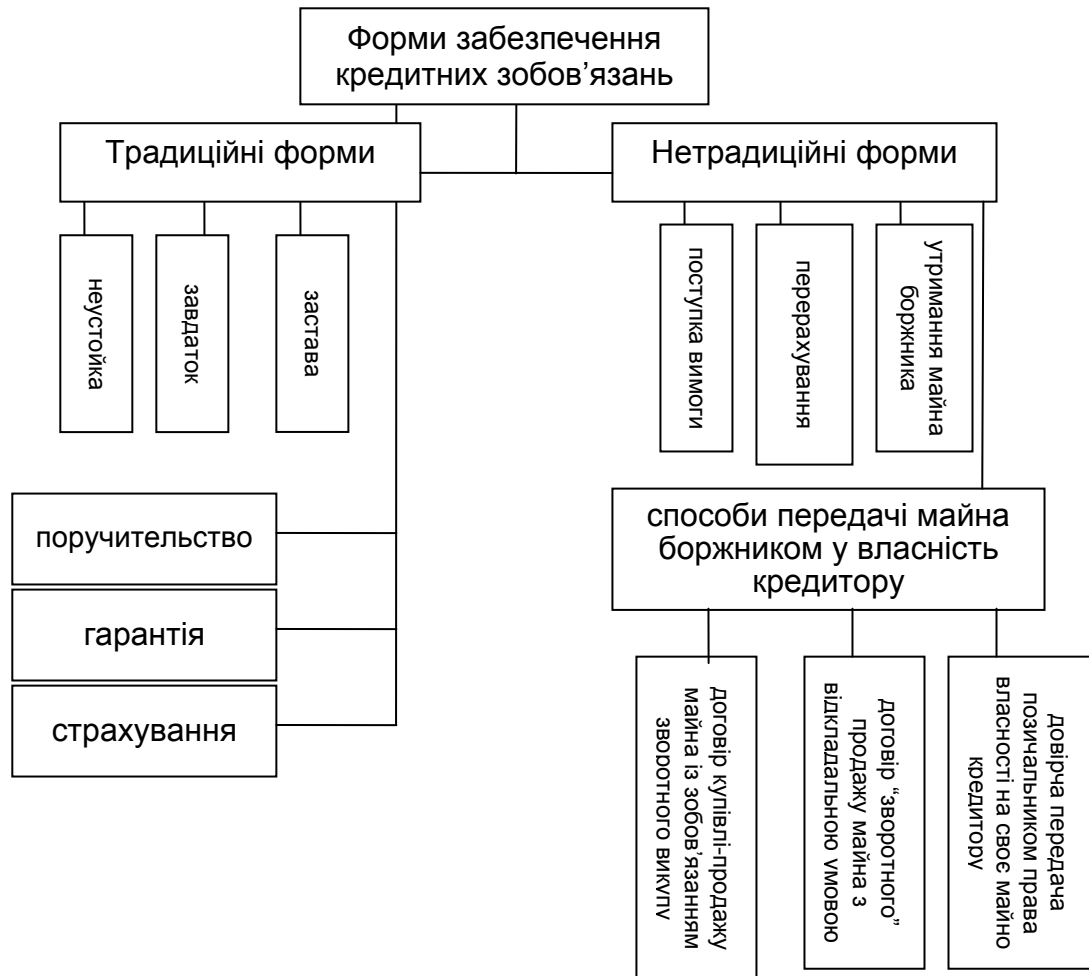 Форми забезпечення
кредитних зобов’язань
Традиційні форми
Нетрадиційні форми
неустойка
завдаток
застава
поступка вимоги
перерахування
утримання майна
боржника
поручительство
гарантія
страхування
способи передачі майна
боржником у власність
кредитору
договір купівлі-продажу
майна із зобов’язанням
зворотного викупу
договір “зворотного”
продажу майна з
відкладальною умовою
довірча передача
позичальником права
власності на своє майно
кредитору